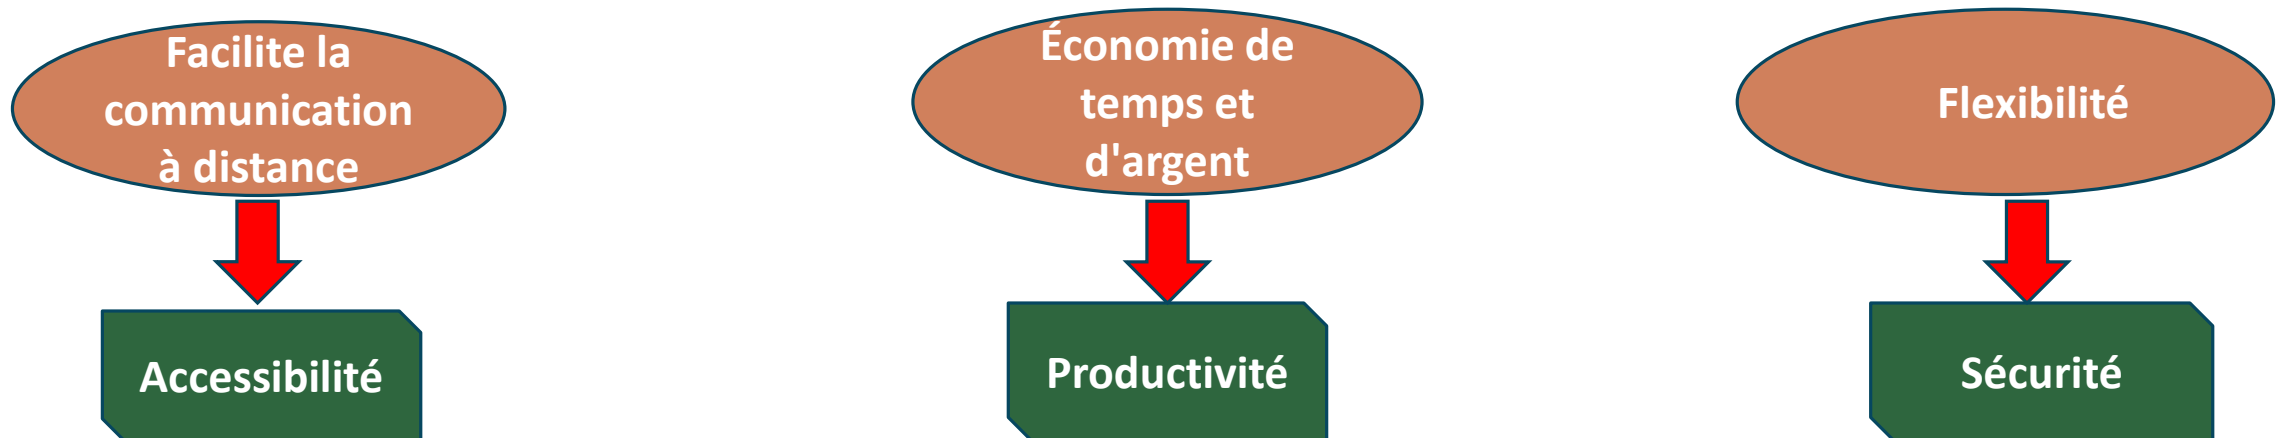 Facilite la
communication
à distance
Économie de
temps et
d'argent
Flexibilité
Accessibilité
Productivité
Sécurité